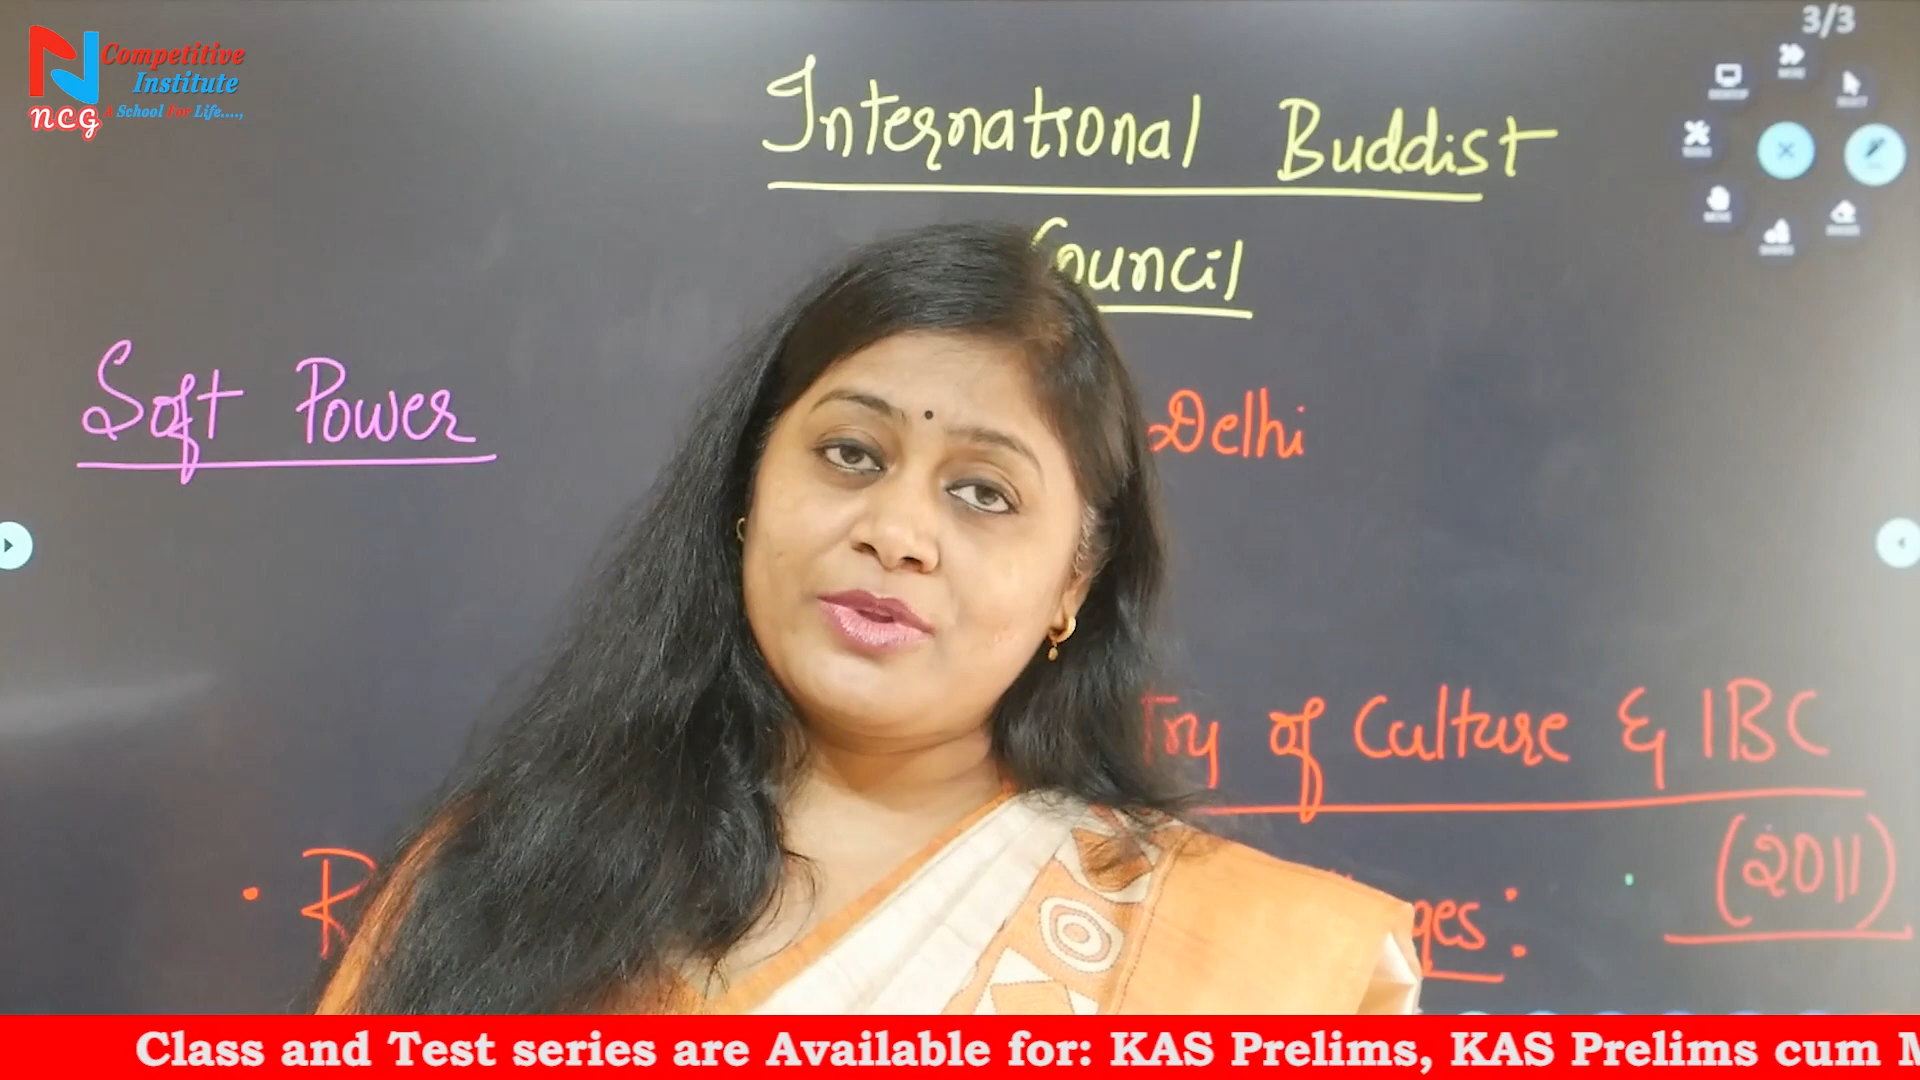 Competitive
Institute
ncg A School For Life....,
3/3
International Buddist
Council
Soft Power
Delhi
of Culture & IBC
(2011)
Class and Test series are Available for: KAS Prelims, KAS Prelims cum